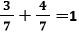 3/7 + 4/7 =1